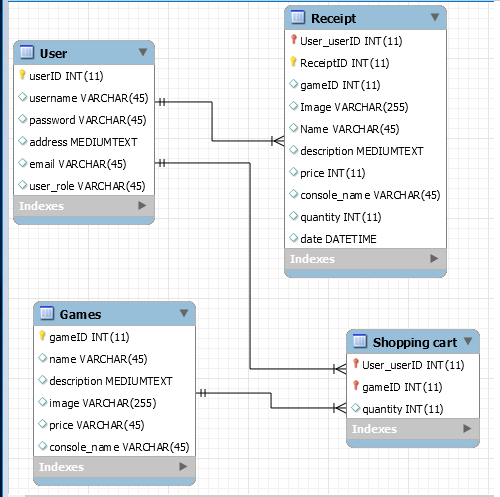 User
userID INT(11)
username VARCHAR(45)
password VARCHAR(45)
address MEDIUMTEXT
email VARCHAR(45)
user_role VARCHAR(45)
Indexes
Receipt
User_userID INT(11)
ReceiptID INT(11)
gameID INT(11)
Image VARCHAR(255)
Name VARCHAR(45)
description MEDIUMTEXT
price INT(11)
console_name VARCHAR(45)
quantity INT(11)
date DATETIME
Indexes
Games
gameID INT(11)
name VARCHAR(45)
description MEDIUMTEXT
image VARCHAR(255)
price VARCHAR(45)
console_name VARCHAR(45)
Indexes
Shopping cart
User_userID INT(11)
gameID INT(11)
quantity INT(11)
Indexes